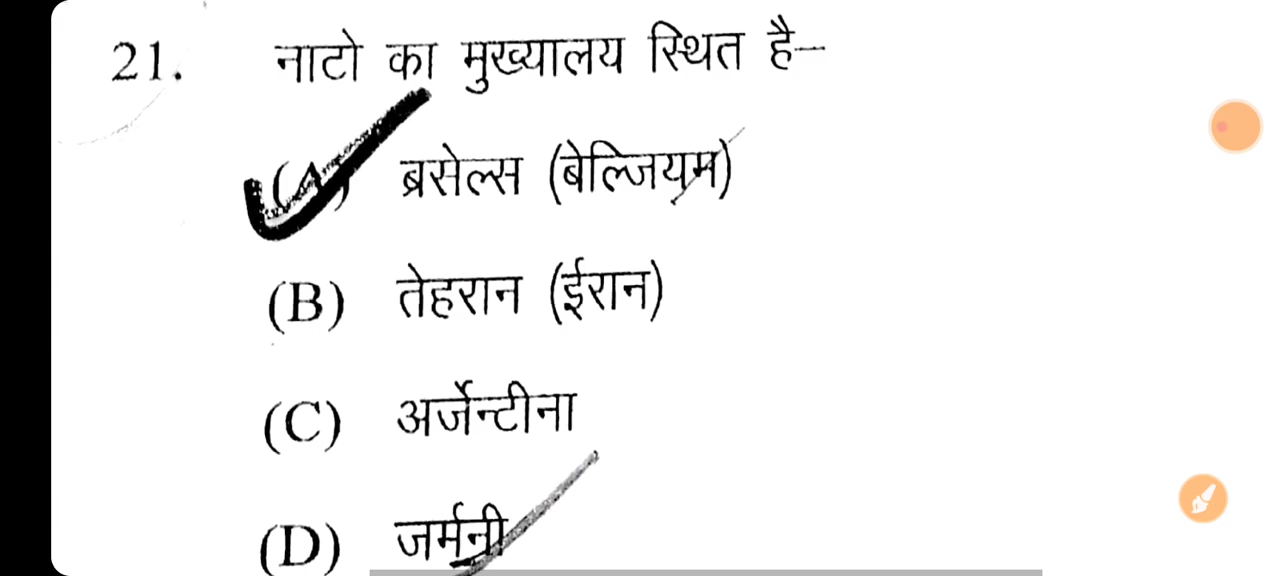 21. नाटो का मुख्यालय स्थित है–
(A) ब्रसेल्स (बेल्जियम)
(B) तेहरान (ईरान)
(C) अर्जेन्टीना
(D) जर्मनी